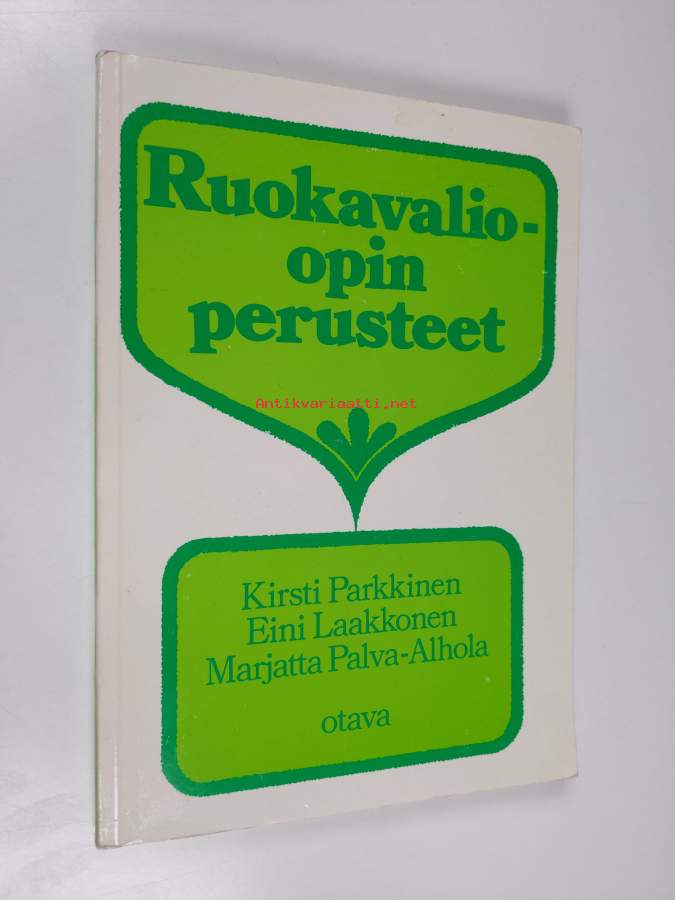 Ruokavalio-
opin
perusteet
Antikvariaatti.net
Kirsti Parkkinen
Eini Laakkonen
Marjatta Palva-Alhola
otava